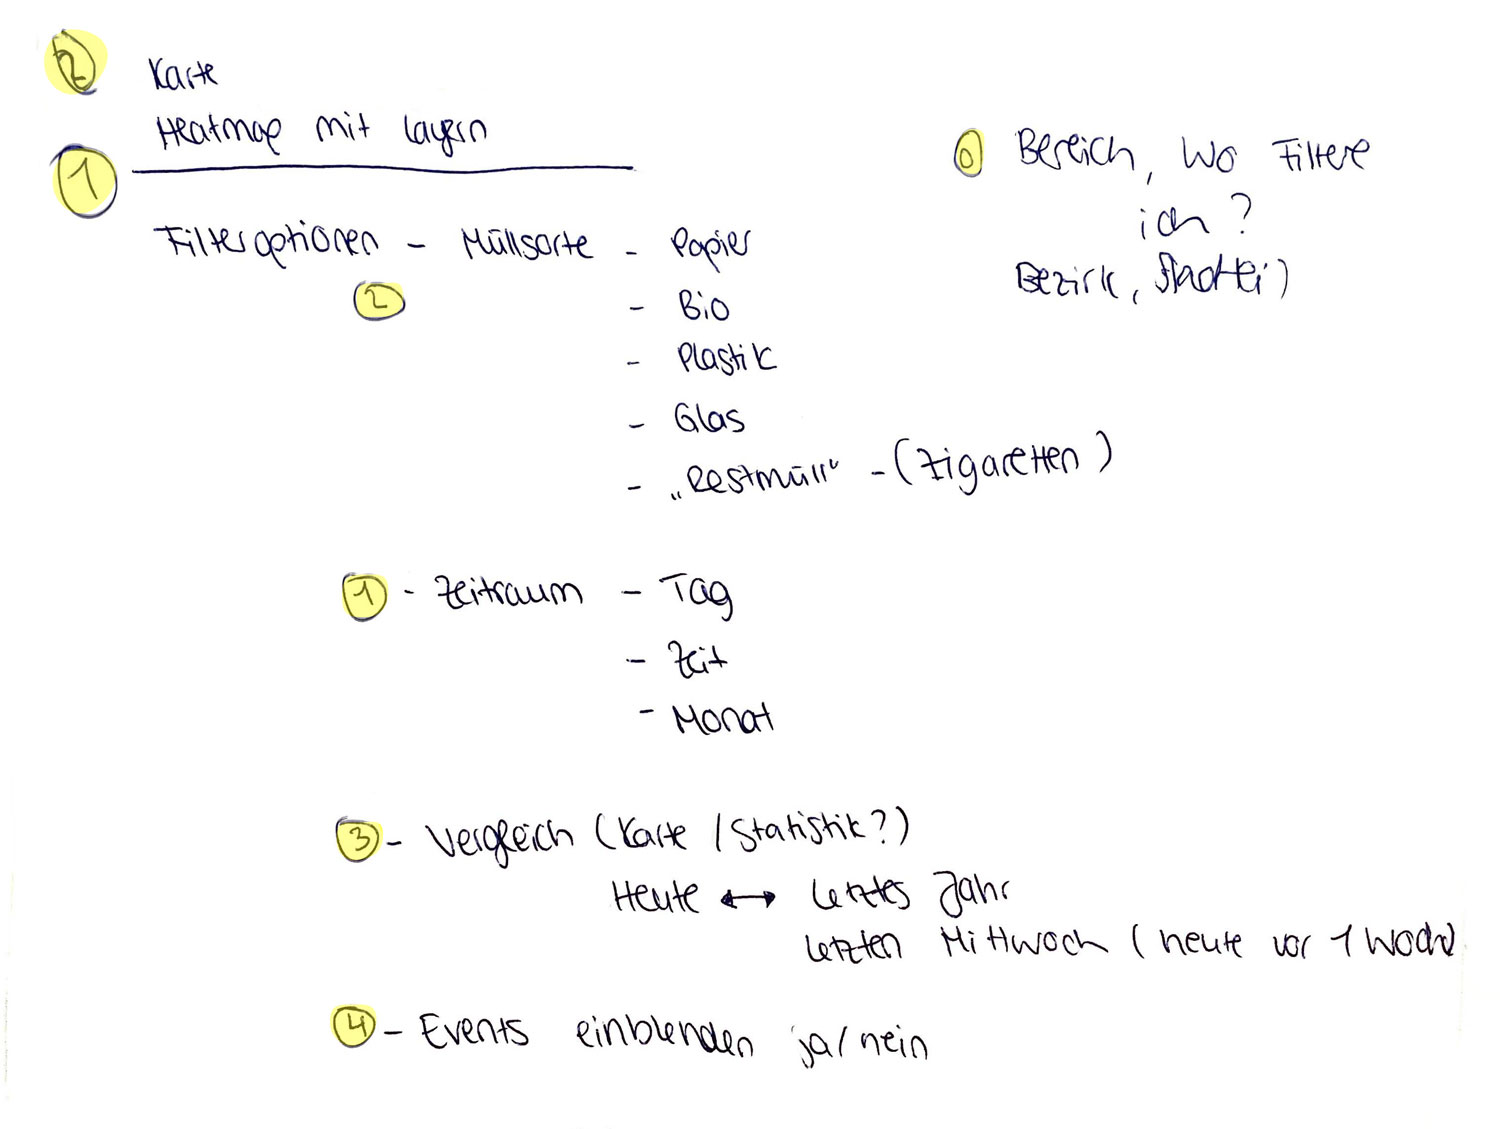 2 Karte
Heatmap mit Layern
1
0 Bereich, wo Filtere
ich?
Bezirk, Stadtteil)
Filteroptionen - Müllsorte - Papier
2 - Bio
- Plastik
- Glas
- „Restmüll“ - (Zigaretten)
1 - Zeitraum - Tag
- Zeit
- Monat
3 - Vergleich (Karte / Statistik?)
Heute ↔ letztes Jahr
letzten Mittwoch (heute vor 1 Woche)
4 - Events einblenden ja/nein